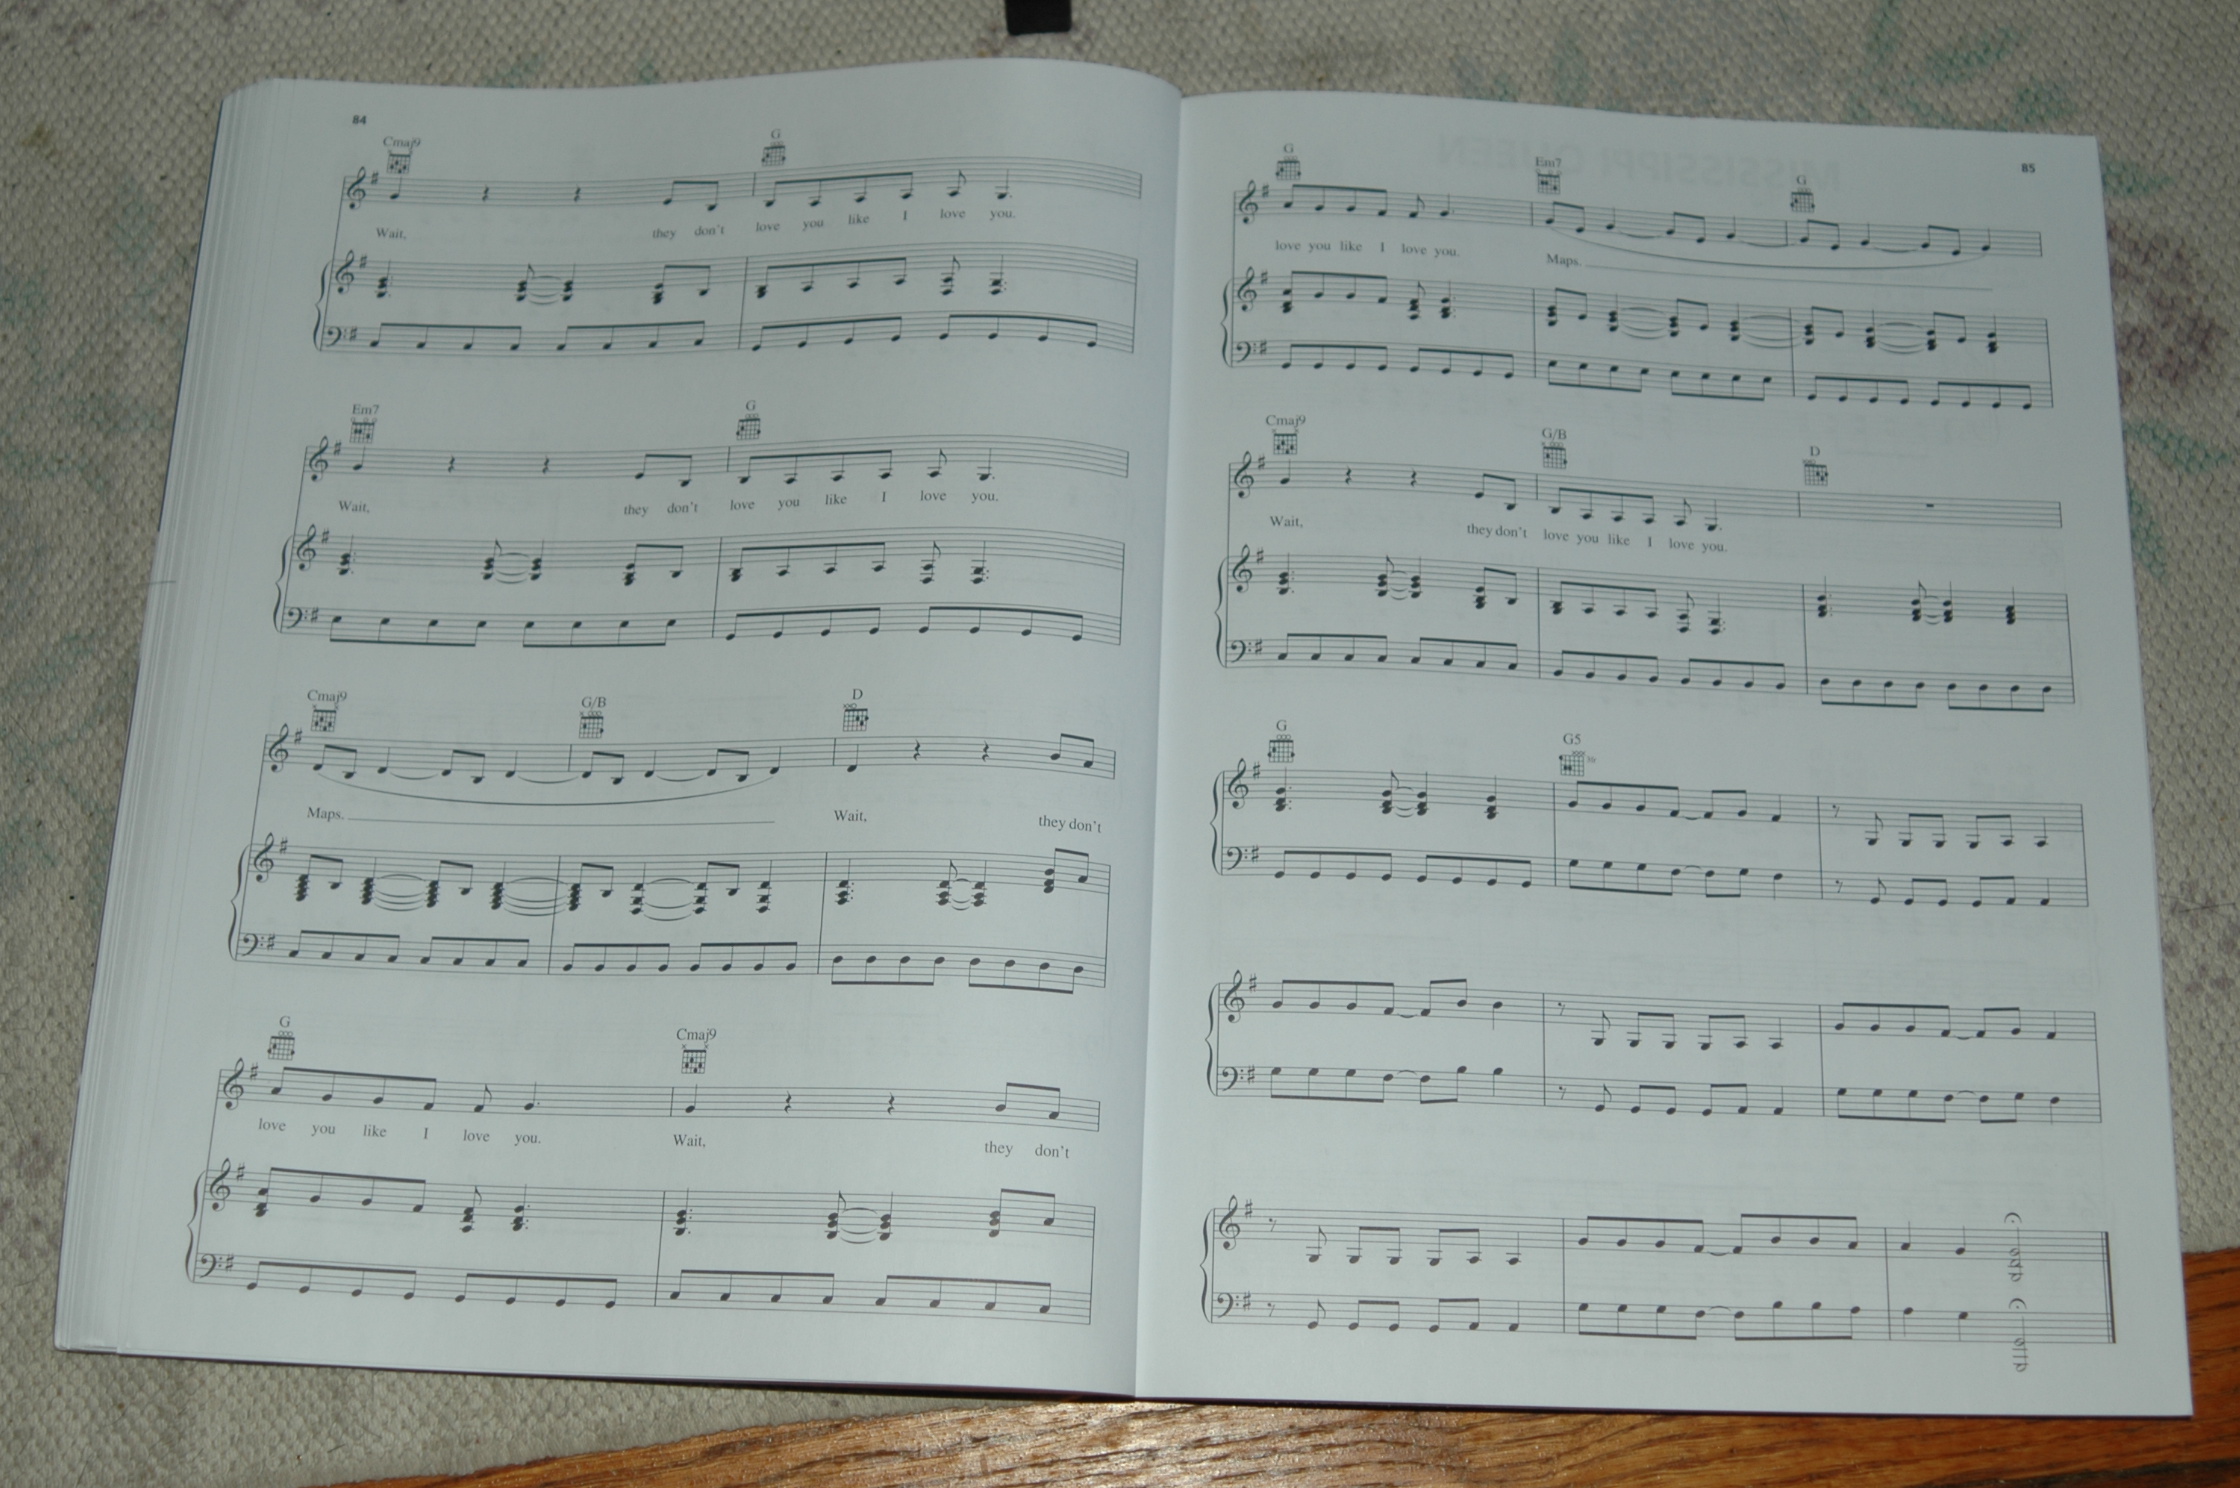 84
Cmaj9 G
Wait, they don't love you like I love you.
Em7 G
Wait, they don't love you like I love you,
Cmaj9 G/B D
Maps. Wait, they don't
G Cmaj9
love you like I love you. Wait, they don't
85
MISSISSIPPI QUEEN
G Em7 G
love you like I love you. Maps.
Cmaj9 G/B D
Wait, they don't love you like I love you.
G G5